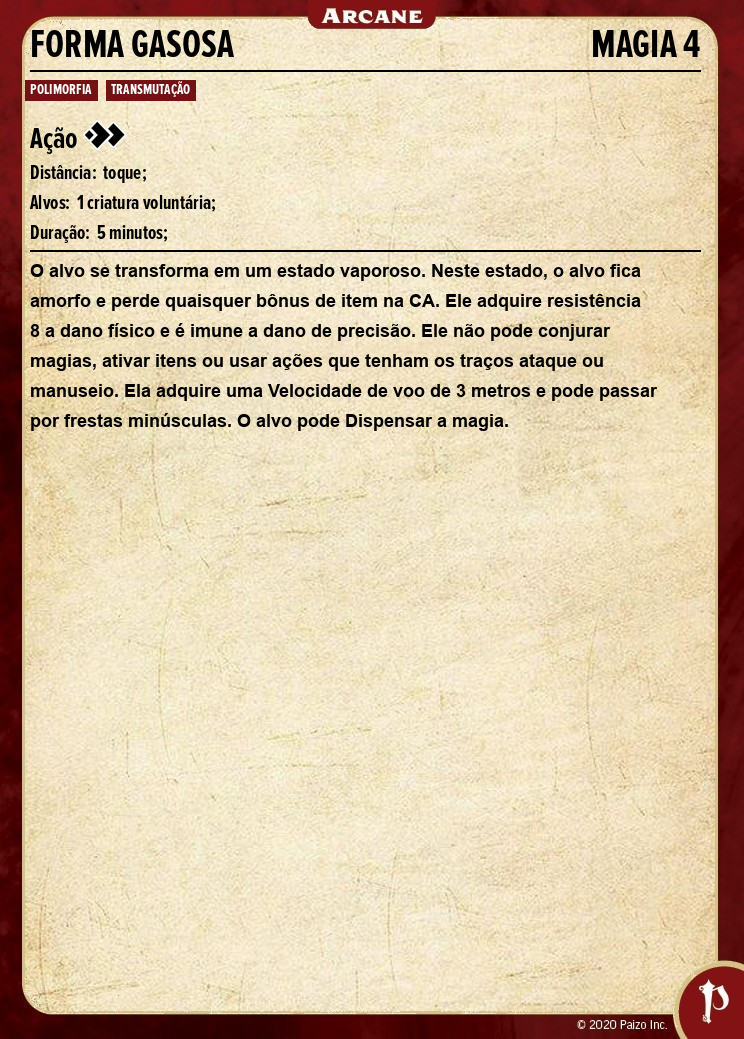 ARCANE
FORMA GASOSA MAGIA 4
POLIMORFIA TRANSMUTAÇÃO
Ação
Distância: toque;
Alvos: 1 criatura voluntária;
Duração: 5 minutos;
O alvo se transforma em um estado vaporoso. Neste estado, o alvo fica
amorfo e perde quaisquer bônus de item na CA. Ele adquire resistência
8 a dano físico e é imune a dano de precisão. Ele não pode conjurar
magias, ativar itens ou usar ações que tenham os traços ataque ou
manuseio. Ela adquire uma Velocidade de voo de 3 metros e pode passar
por frestas minúsculas. O alvo pode Dispensar a magia.
© 2020 Paizo Inc.